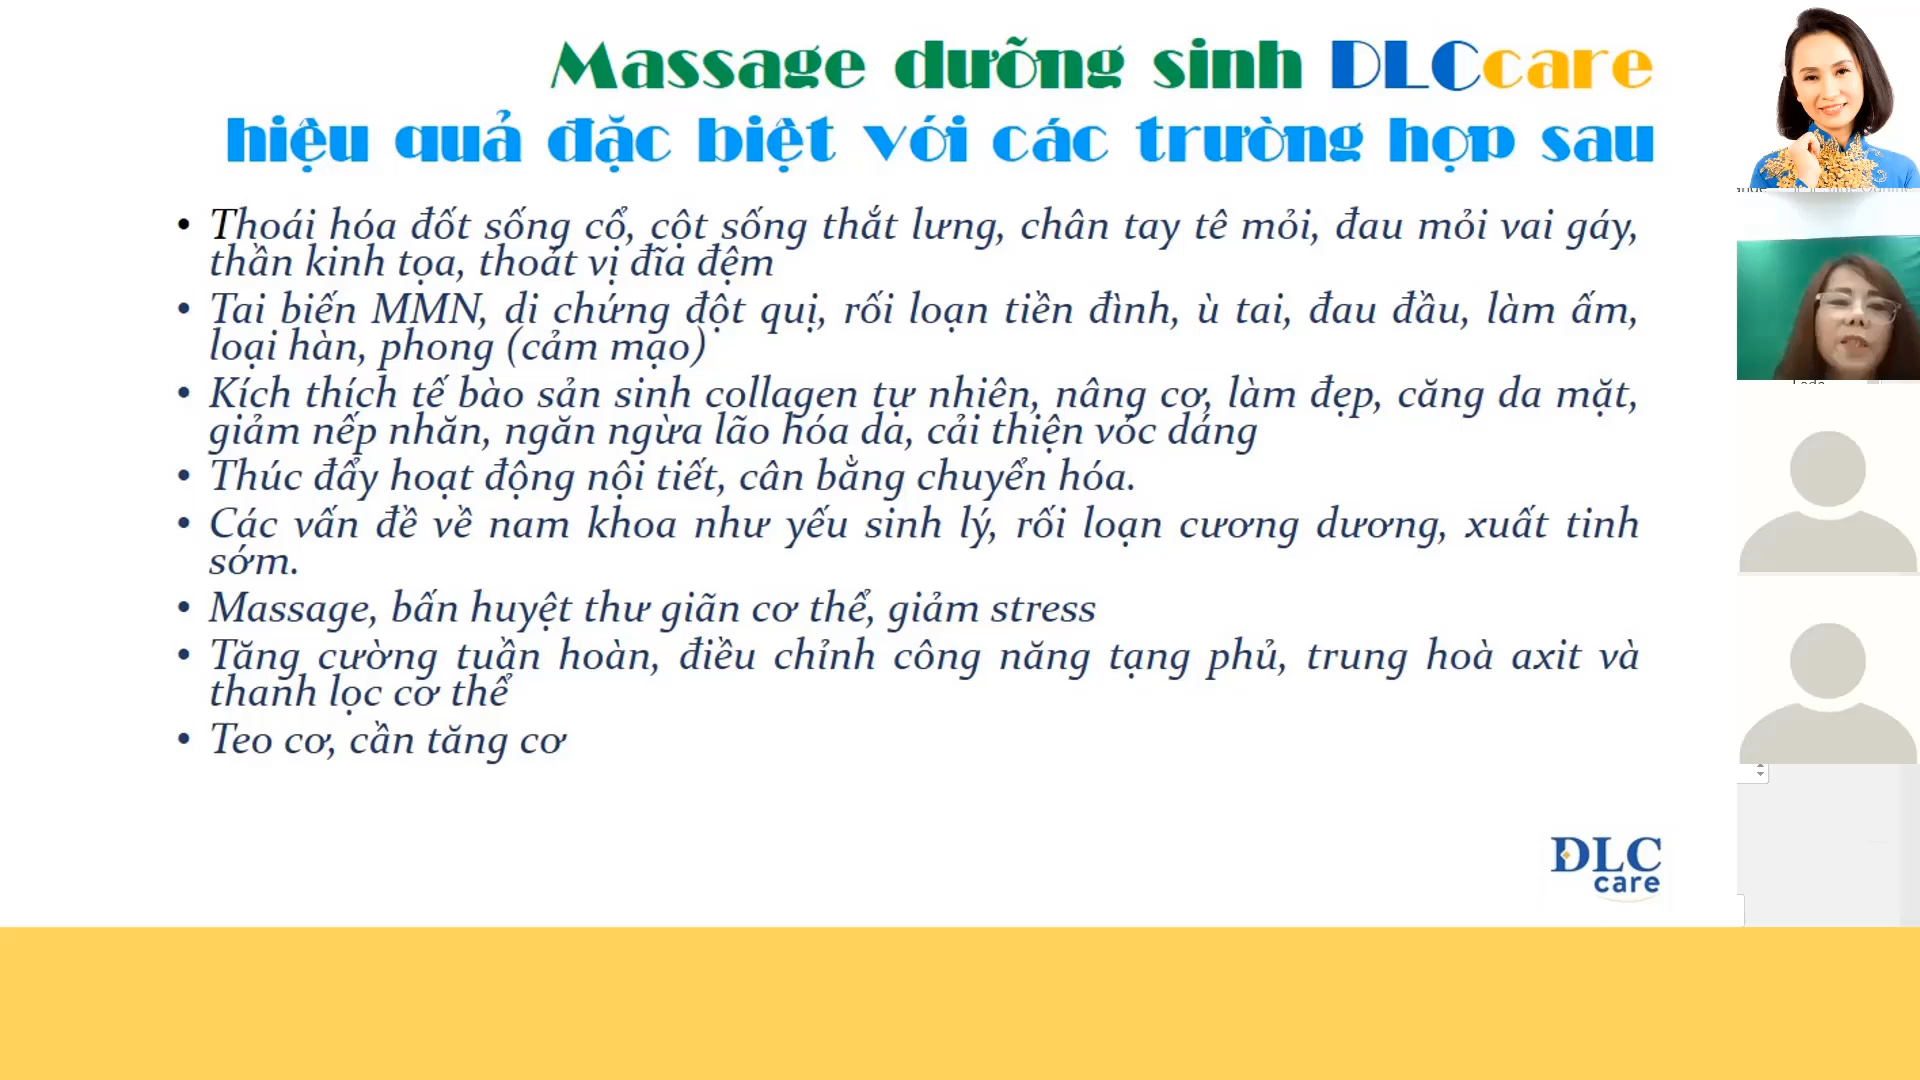 Massage dưỡng sinh DLCcare
hiệu quả đặc biệt với các trường hợp sau
• Thoái hóa đốt sống cổ, cột sống thắt lưng, chân tay tê mỏi, đau mỏi vai gáy,
thần kinh tọa, thoát vị đĩa đệm
• Tai biến MMN, di chứng đột quị, rối loạn tiền đình, ù tai, đau đầu, làm ấm,
loại hàn, phong (cảm mạo)
• Kích thích tế bào sản sinh collagen tự nhiên, nâng cơ, làm đẹp, căng da mặt,
giảm nếp nhăn, ngăn ngừa lão hóa da, cải thiện vóc dáng
• Thúc đẩy hoạt động nội tiết, cân bằng chuyển hóa.
• Các vấn đề về nam khoa như yếu sinh lý, rối loạn cương dương, xuất tinh
sớm.
• Massage, bấn huyệt thư giãn cơ thể, giảm stress
• Tăng cường tuần hoàn, điều chỉnh công năng tạng phủ, trung hoà axit và
thanh lọc cơ thể
• Teo cơ, cần tăng cơ
DLC
care